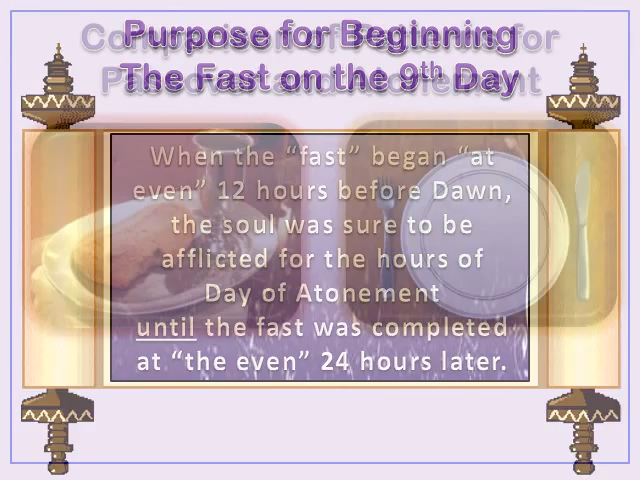 Purpose for Beginning
The Fast on the 9th Day
When the “fast” began “at
even” 12 hours before Dawn,
the soul was sure to be
afflicted for the hours of
Day of Atonement
until the fast was completed
at “the even” 24 hours later.